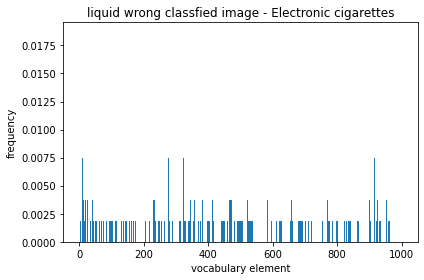 liquid wrong classfied image - Electronic cigarettes
frequency
0.0175
0.0150
0.0125
0.0100
0.0075
0.0050
0.0025
0.0000
0 200 400 600 800 1000
vocabulary element